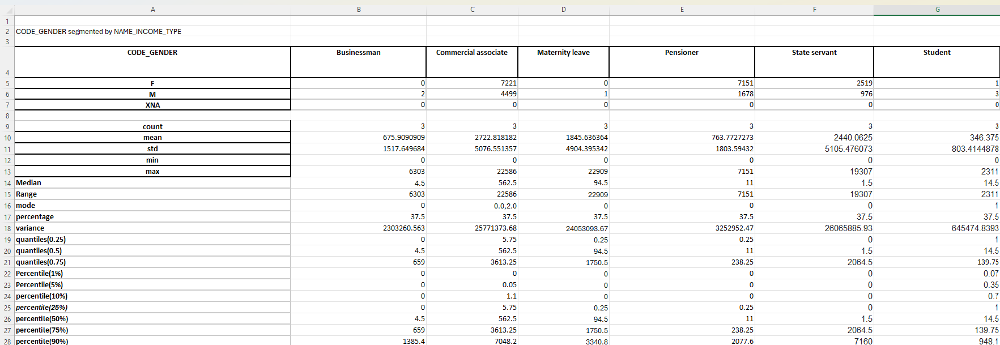 A B C D E F G
1
2 CODE_GENDER segmented by NAME_INCOME_TYPE
3
4 CODE_GENDER Businessman Commercial associate Maternity leave Pensioner State servant Student
5 F 0 7221 0 7151 2519 1
6 M 2 4499 1 1678 976 3
7 XNA 0 0 0 0 0 0
8
9 count 3 3 3 3 3 3
10 mean 675.9090909 2722.818182 1845.636364 763.7727273 2440.0625 346.375
11 std 1517.649684 5076.551357 4904.395342 1803.59432 5105.476073 803.4144878
12 min 0 0 0 0 0 0
13 max 6303 22586 22909 7151 19307 2311
14 Median 4.5 562.5 94.5 11 1.5 14.5
15 Range 6303 22586 22909 7151 19307 2311
16 mode 0 0.0,2.0 0 0 0 1
17 percentage 37.5 37.5 37.5 37.5 37.5 37.5
18 variance 2303260.563 25771373.68 24053093.67 3252952.47 26065885.93 645474.8393
19 quantiles(0.25) 0 5.75 0.25 0.25 0 1
20 quantiles(0.5) 4.5 562.5 94.5 11 1.5 14.5
21 quantiles(0.75) 659 3613.25 1750.5 238.25 2064.5 139.75
22 Percentile(1%) 0 0 0 0 0 0.07
23 Percentile(5%) 0 0.05 0 0 0 0.35
24 percentile(10%) 0 1.1 0 0 0 0.7
25 percentile(25%) 0 5.75 0.25 0.25 0 1
26 percentile(50%) 4.5 562.5 94.5 11 1.5 14.5
27 percentile(75%) 659 3613.25 1750.5 238.25 2064.5 139.75
28 percentile(90%) 1385.4 7048.2 3340.8 2077.6 7160 948.1